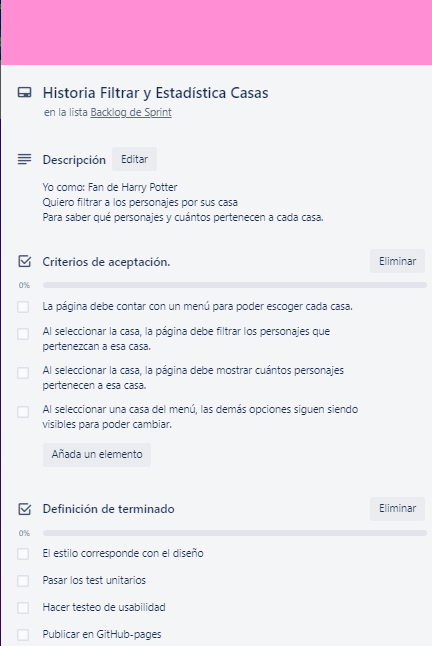 Historia Filtrar y Estadística Casas
en la lista Backlog de Sprint
Descripción Editar
Yo como: Fan de Harry Potter
Quiero filtrar a los personajes por sus casa
Para saber qué personajes y cuántos pertenecen a cada casa.
Criterios de aceptación. Eliminar
0%
La página debe contar con un menú para poder escoger cada casa.
Al seleccionar la casa, la página debe filtrar los personajes que
pertenezcan a esa casa.
Al seleccionar la casa, la página debe mostrar cuántos personajes
pertenecen a esa casa.
Al seleccionar una casa del menú, las demás opciones siguen siendo
visibles para poder cambiar.
Añada un elemento
Definición de terminado Eliminar
0%
El estilo corresponde con el diseño
Pasar los test unitarios
Hacer testeo de usabilidad
Publicar en GitHub-pages